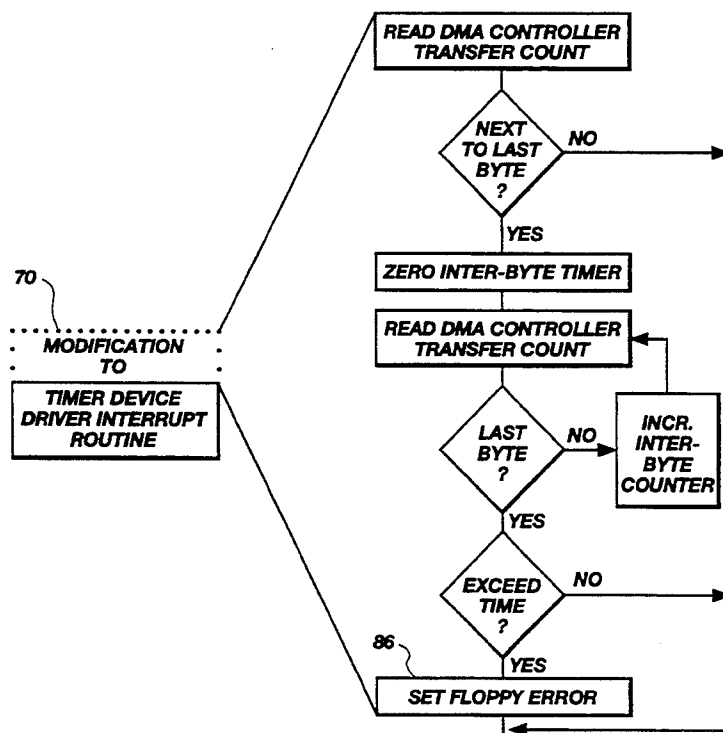 READ DMA CONTROLLER
TRANSFER COUNT
NEXT
TO LAST
BYTE
?
NO
YES
ZERO INTER-BYTE TIMER
READ DMA CONTROLLER
TRANSFER COUNT
LAST
BYTE
?
NO
INCR.
INTER-
BYTE
COUNTER
YES
EXCEED
TIME
?
NO
YES
86
SET FLOPPY ERROR
70
MODIFICATION
TO
TIMER DEVICE
DRIVER INTERRUPT
ROUTINE